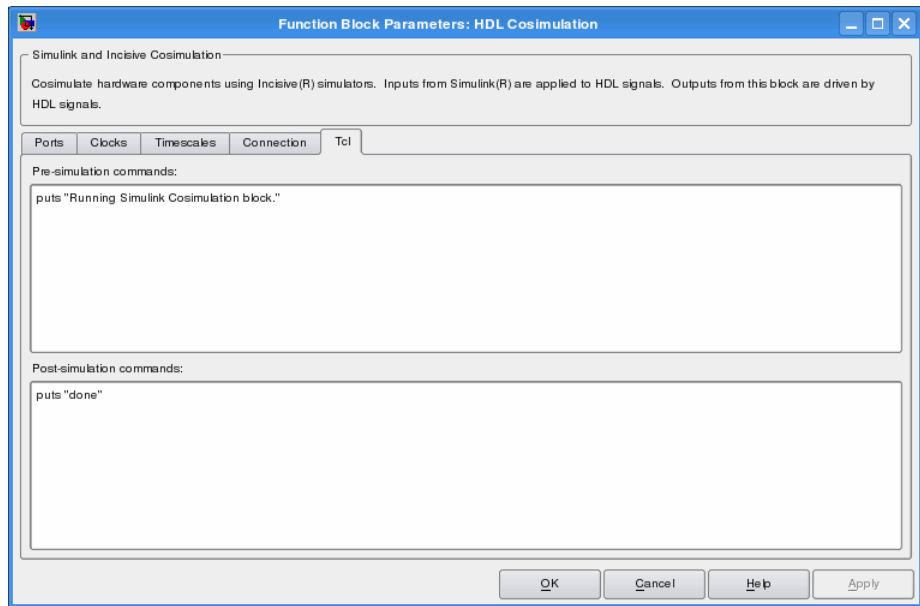 Function Block Parameters: HDL Cosimulation
Simulink and Incisive Cosimulation
Cosimulate hardware components using Incisive(R) simulators. Inputs from Simulink(R) are applied to HDL signals. Outputs from this block are driven by
HDL signals.
Ports Clocks Timescales Connection Tcl
Pre-simulation commands:
puts "Running Simulink Cosimulation block."
Post-simulation commands:
puts "done"
OK Cancel Help Apply